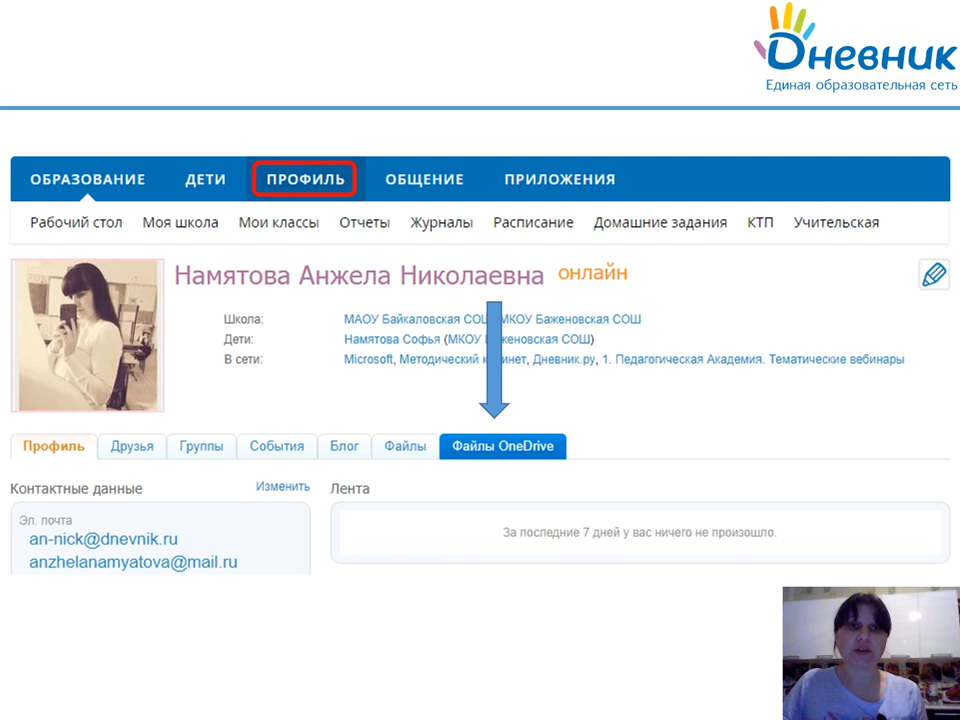 Дневник
Единая образовательная сеть
ОБРАЗОВАНИЕ ДЕТИ ПРОФИЛЬ ОБЩЕНИЕ ПРИЛОЖЕНИЯ
Рабочий стол Моя школа Мои классы Отчеты Журналы Расписание Домашние задания КТП Учительская
Намятова Анжела Николаевна онлайн
Школа: МАОУ Байкаловская СОШ, МКОУ Баженовская СОШ
Дети: Намятова Софья (МКОУ Баженовская СОШ)
В сети: Microsoft, Методический кабинет, Дневник.ру, 1. Педагогическая Академия. Тематические вебинары
Профиль Друзья Группы События Блог Файлы Файлы OneDrive
Контактные данные Изменить Лента
Эл. почта
an-nick@dnevnik.ru
anzhelanamyatova@mail.ru
За последние 7 дней у вас ничего не произошло.